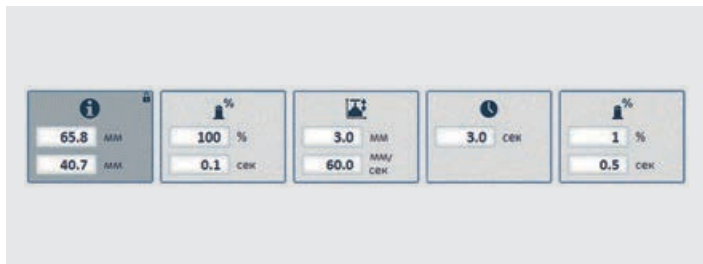 65.8 мм
40.7 мм
%
100 %
0.1 сек
3.0 мм
60.0 мм/
сек
3.0 сек
%
1 %
0.5 сек